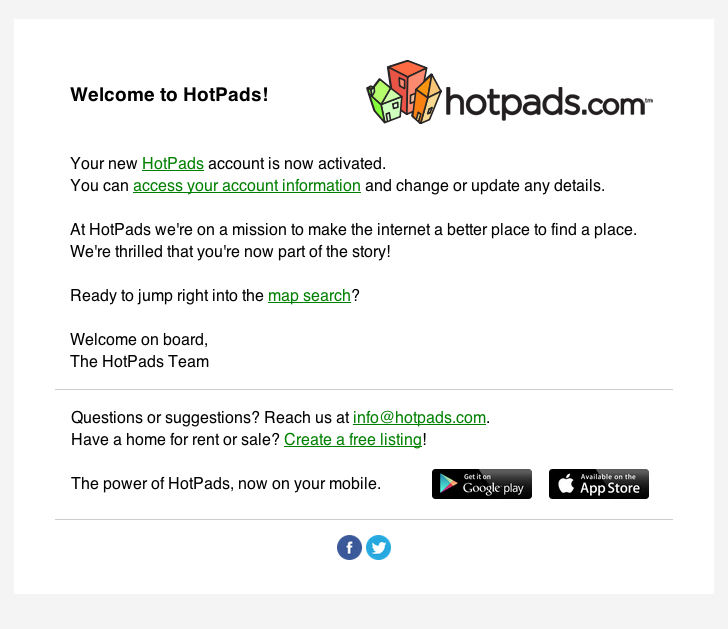 Welcome to HotPads!
hotpads.com™
Your new HotPads account is now activated.
You can access your account information and change or update any details.
At HotPads we're on a mission to make the internet a better place to find a place.
We're thrilled that you're now part of the story!
Ready to jump right into the map search?
Welcome on board,
The HotPads Team
Questions or suggestions? Reach us at info@hotpads.com.
Have a home for rent or sale? Create a free listing!
The power of HotPads, now on your mobile.
Get it on
Google play
Available on the
App Store
f